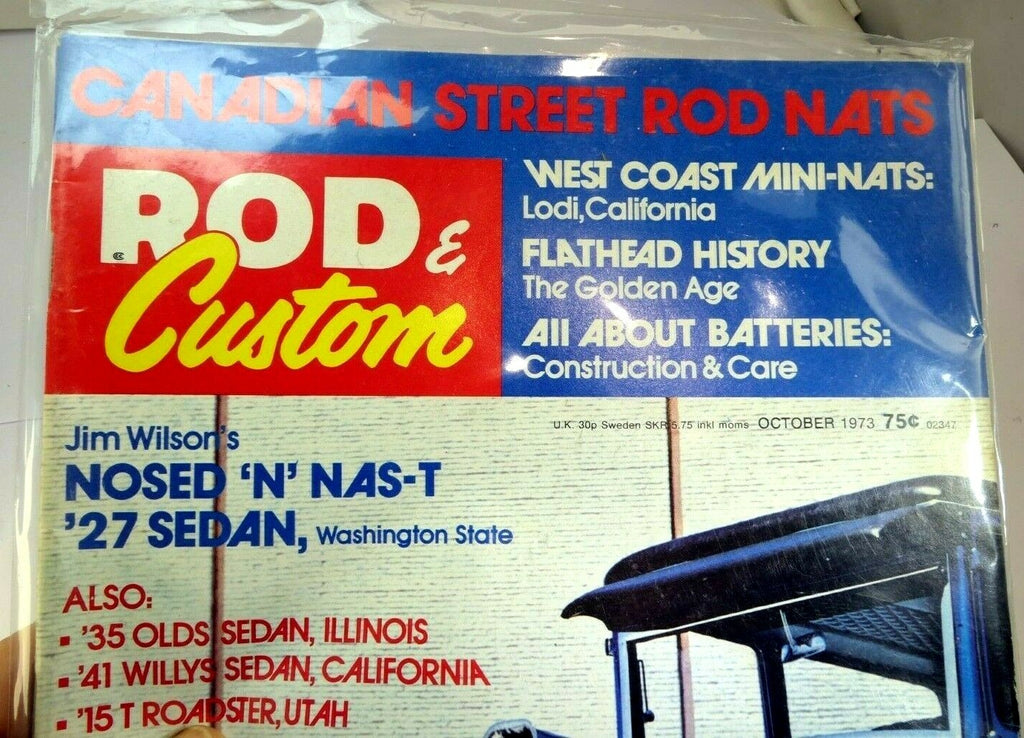 CANADIAN STREET ROD NATS
ROD &
Custom
WEST COAST MINI-NATS:
Lodi, California
FLATHEAD HISTORY
The Golden Age
All ABOUT BATTERIES:
Construction & Care
U.K. 30p Sweden SKR 5.75 inkl moms OCTOBER 1973 75¢ 02347
Jim Wilson's
NOSED 'N' NAS-T
'27 SEDAN, Washington State
ALSO:
▪ '35 OLDS SEDAN, ILLINOIS
▪ '41 WILLYS SEDAN, CALIFORNIA
▪ '15 T ROADSTER, UTAH